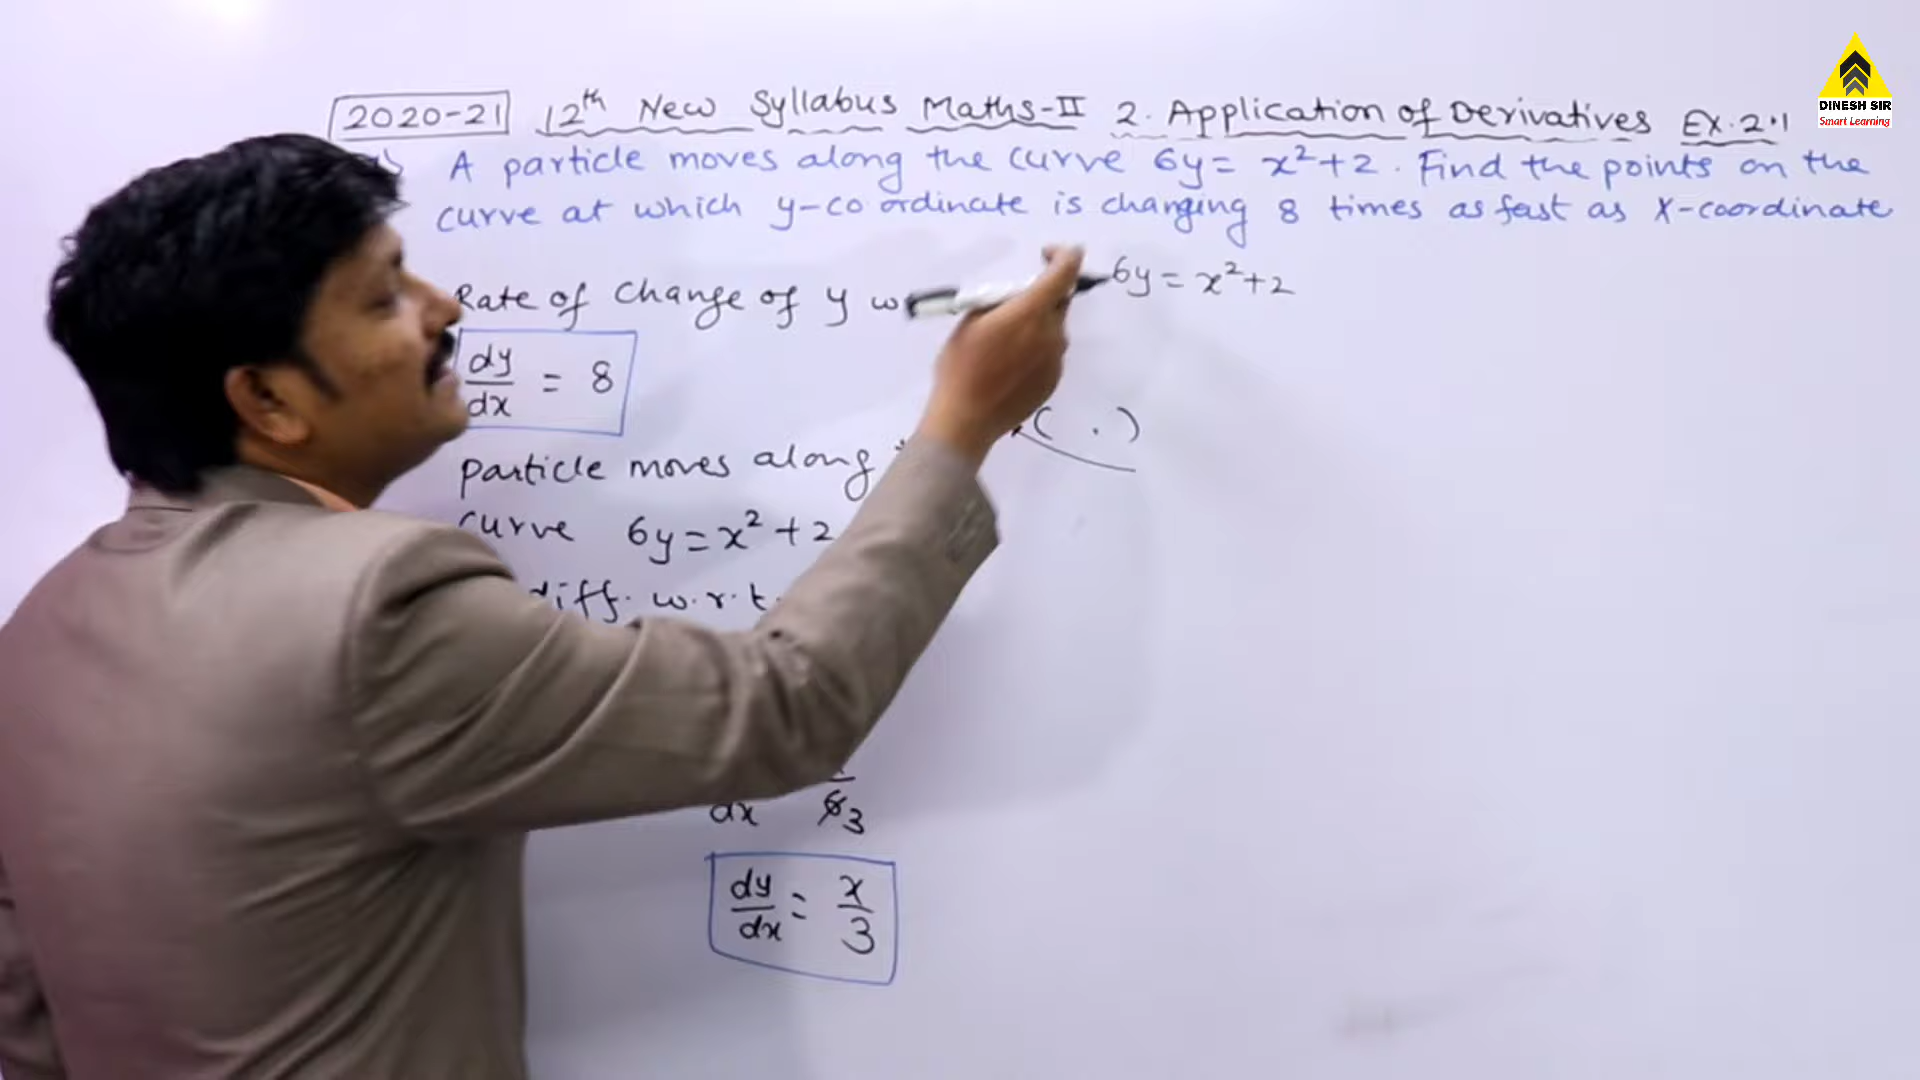 2020-21 12th New Syllabus Maths-II 2. Application of Derivatives Ex.2.1
A particle moves along the curve 6y = x²+2. Find the points on the
curve at which y-coordinate is changing 8 times as fast as X-coordinate
Rate of change of y
dy/dx = 8
particle moves along
curve 6y = x² + 2
diff. w.r.t.
dx 6 3
dy/dx = x/3
6y = x²+2
( . )
DINESH SIR
Smart Learning